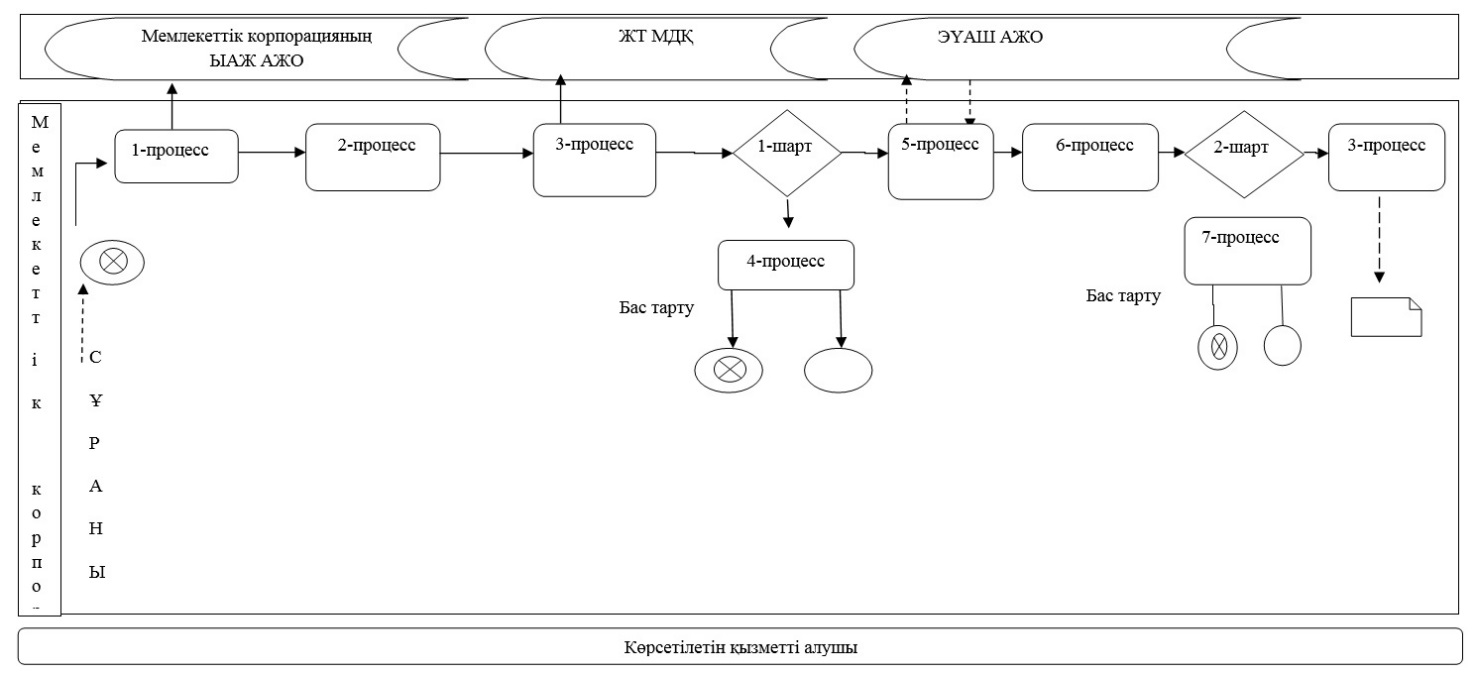 Мемлекеттік корпорацияның
ЫАЖ АЖО
ЖТ МДҚ
ЭҮАШ АЖО
Мемлекеттік корпо
1-процесс
2-процесс
3-процесс
1-шарт
5-процесс
6-процесс
2-шарт
3-процесс
4-процесс
7-процесс
Бас тарту
Бас тарту
СҰРАНЫ
Көрсетілетін қызметті алушы